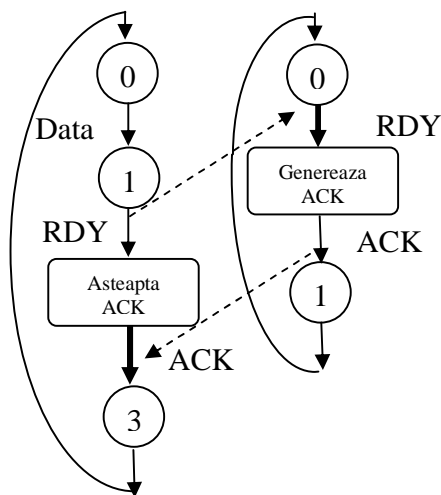 0
Data
1
RDY
Asteapta
ACK
ACK
3
0
RDY
Genereaza
ACK
ACK
1